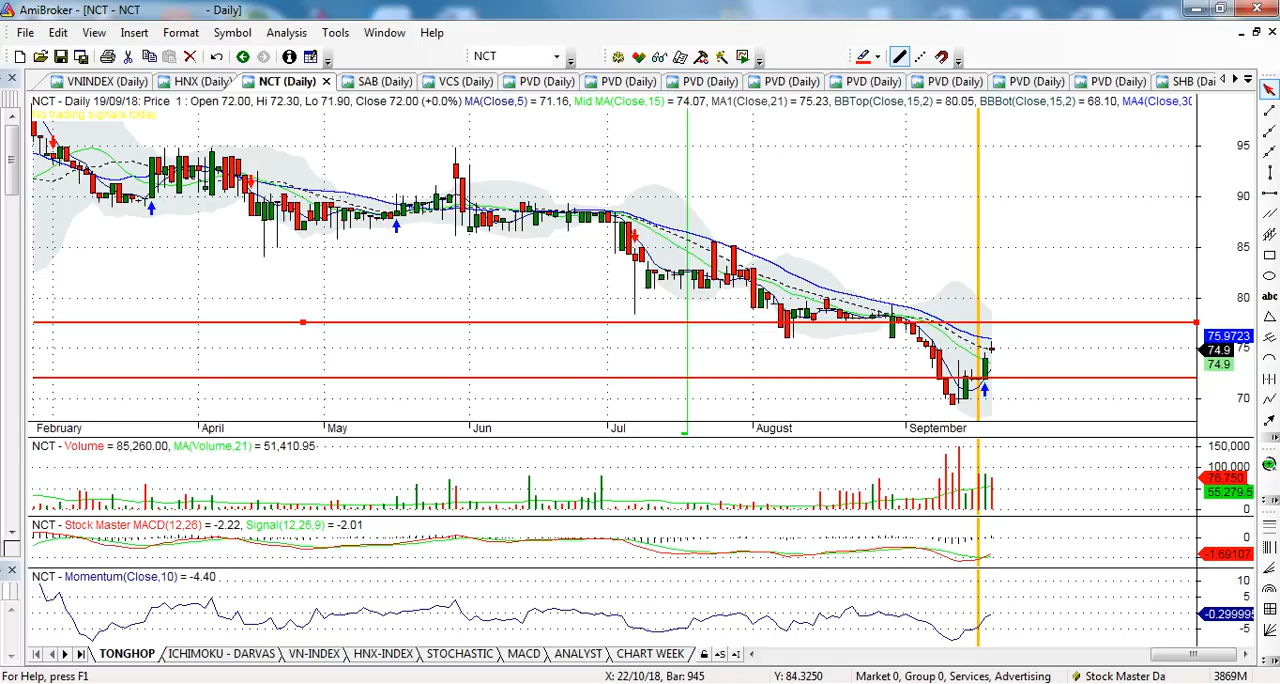 AmiBroker - [NCT - NCT - Daily]
File Edit View Insert Format Symbol Analysis Tools Window Help
NCT
VNINDEX (Daily) HNX (Daily) NCT (Daily) SAB (Daily) VCS (Daily) PVD (Daily) PVD (Daily) PVD (Daily) PVD (Daily) PVD (Daily) PVD (Daily) PVD (Daily) PVD (Daily) SHB (Dai
NCT - Daily 19/09/18: Price 1 : Open 72.00, Hi 72.30, Lo 71.90, Close 72.00 (+0.0%) MA(Close,5) = 71.16, Mid MA(Close,15) = 74.07, MA1(Close,21) = 75.23, BBTop(Close,15,2) = 80.05, BBBot(Close,15,2) = 68.10, MA4(Close,30
No trading signals today
95
90
85
80
75.9723
75
74.9
74.9
70
February April May Jun Jul August September
NCT - Volume = 85,260.00, MA(Volume,21) = 51,410.95
150,000
100,000
76,750
55,279.5
0
NCT - Stock Master MACD(12,26) = -2.22, Signal(12,26,9) = -2.01
0
-1.69107
NCT - Momentum(Close,10) = -4.40
10
5
-0.299995
-5
TONGHOP ICHIMOKU - DARVAS VN-INDEX HNX-INDEX STOCHASTIC MACD ANALYST CHART WEEK
For Help, press F1 X: 22/10/18, Bar: 945 Y: 84.3250 Market 0, Group 0, Services, Advertising Stock Master Da 3869M
abc